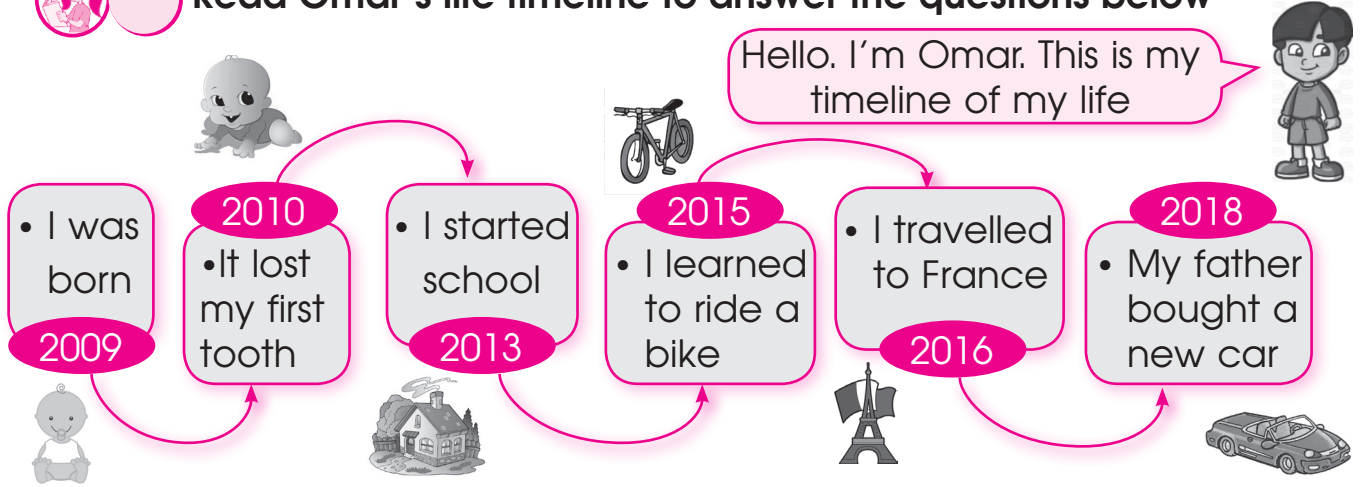 Read Omar's life timeline to answer the questions below
Hello. I'm Omar. This is my
timeline of my life
• I was
born
2009
2010
•It lost
my first
tooth
• I started
school
2013
2015
• I learned
to ride a
bike
• I travelled
to France
2016
2018
• My father
bought a
new car